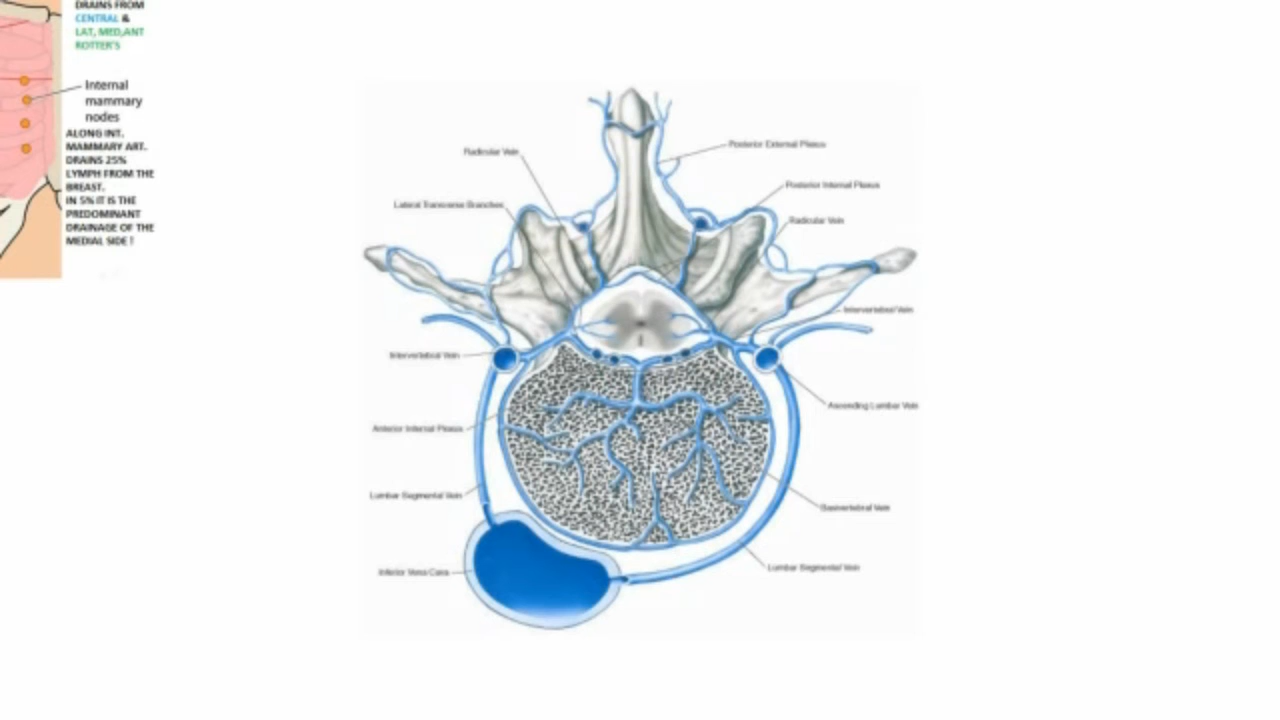 DRAINS FROM
CENTRAL &
LAT, MED,ANT
ROTTER'S
Internal
mammary
nodes
ALONG INT.
MAMMARY ART.
DRAINS 25%
LYMPH FROM THE
BREAST.
IN 5% IT IS THE
PREDOMINANT
DRAINAGE OF THE
MEDIAL SIDE !
Radicular Vein
Posterior External Plexus
Posterior Internal Plexus
Lateral Transverse Branches
Radicular Vein
Intervertebral Vein
Intervertebral Vein
Ascending Lumbar Vein
Anterior Internal Plexus
Lumbar Segmental Vein
Basivertebral Vein
Inferior Vena Cava
Lumbar Segmental Vein